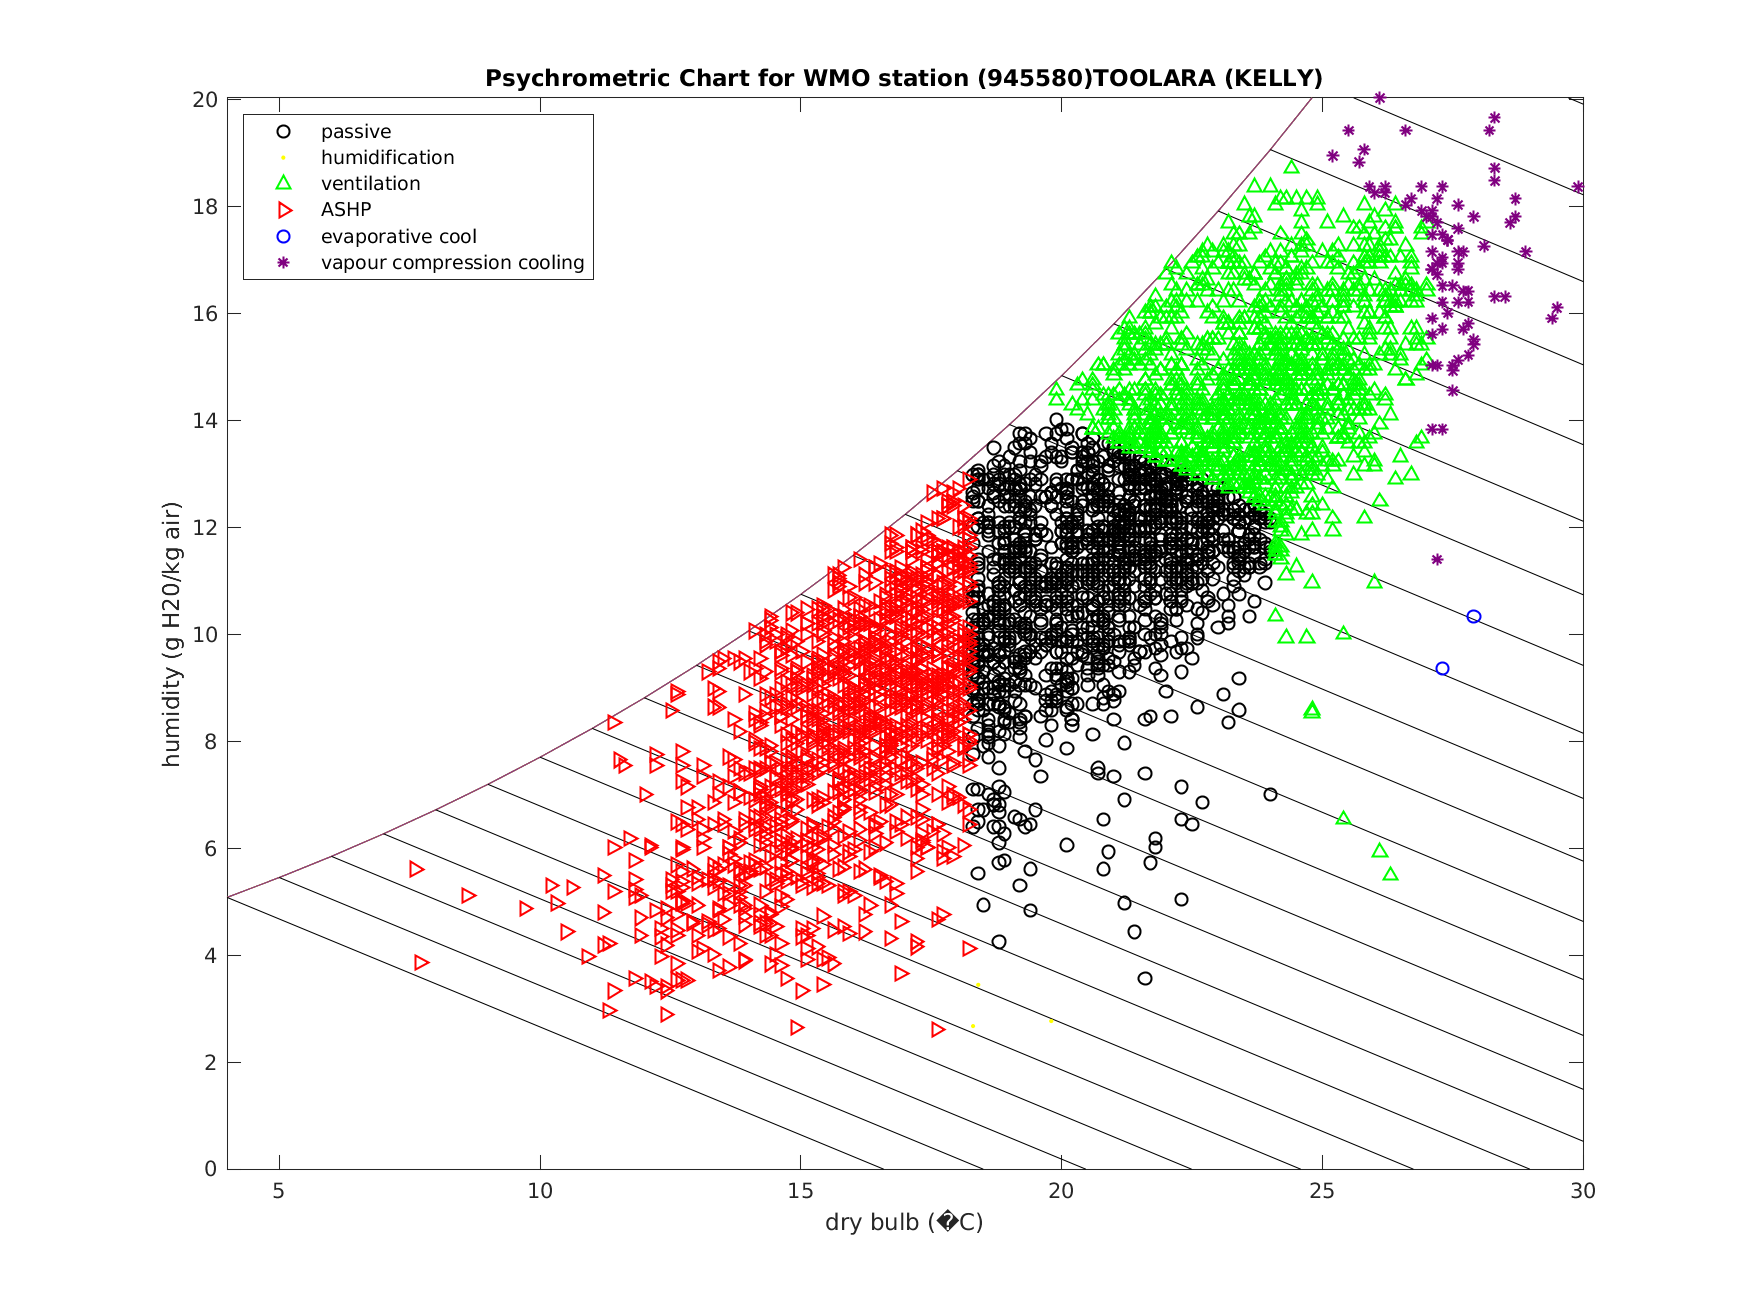 Psychrometric Chart for WMO station (945580)TOOLARA (KELLY)
passive
humidification
ventilation
ASHP
evaporative cool
vapour compression cooling
humidity (g H20/kg air)
20
18
16
14
12
10
8
6
4
2
0
5 10 15 20 25 30
dry bulb (�C)